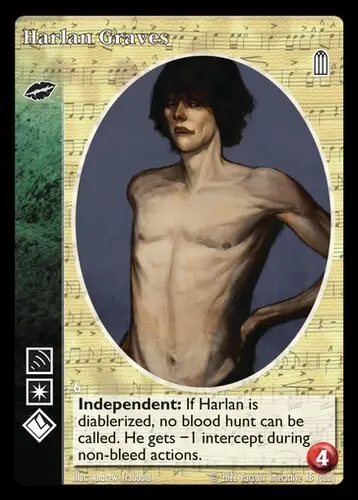 Harlan Graves
6
Independent: If Harlan is
diablerized, no blood hunt can be
called. He gets −1 intercept during
non-bleed actions.
4
Illus: Andrew Trabbold © 2022 Paradox Interactive AB (publ)